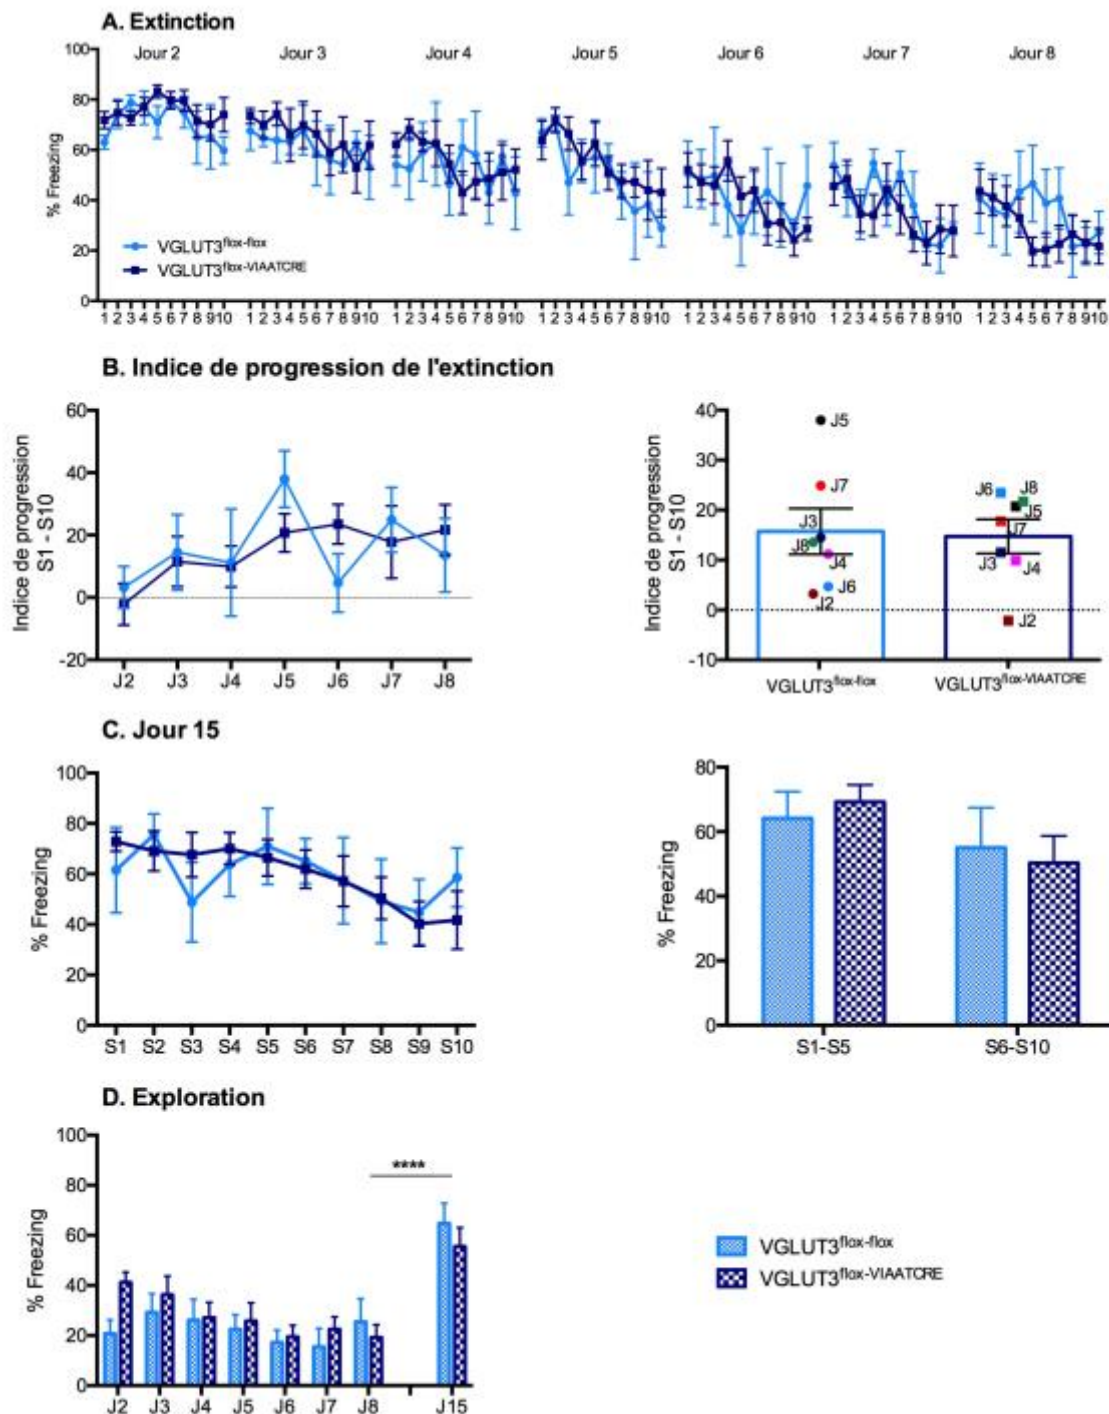 A. Extinction
Jour 2 Jour 3 Jour 4 Jour 5 Jour 6 Jour 7 Jour 8
100
80
60
40
20
0
% Freezing
VGLUT3flox-flox
VGLUT3flox-VIAATCRE
1 2 3 4 5 6 7 8 9 10 1 2 3 4 5 6 7 8 9 10 1 2 3 4 5 6 7 8 9 10 1 2 3 4 5 6 7 8 9 10 1 2 3 4 5 6 7 8 9 10 1 2 3 4 5 6 7 8 9 10 1 2 3 4 5 6 7 8 9 10
B. Indice de progression de l'extinction
60
40
20
0
-20
Indice de progression
S1 - S10
J2 J3 J4 J5 J6 J7 J8
40
30
20
10
0
-10
Indice de progression
S1 - S10
J5
J7
J3
J8
J4
J6
J2
J6
J8
J5
J7
J3
J4
J2
VGLUT3flox-flox
VGLUT3flox-VIAATCRE
C. Jour 15
100
80
60
40
20
0
% Freezing
S1 S2 S3 S4 S5 S6 S7 S8 S9 S10
80
60
40
20
0
% Freezing
S1-S5 S6-S10
D. Exploration
100
80
60
40
20
0
% Freezing
****
J2 J3 J4 J5 J6 J7 J8 J15
VGLUT3flox-flox
VGLUT3flox-VIAATCRE